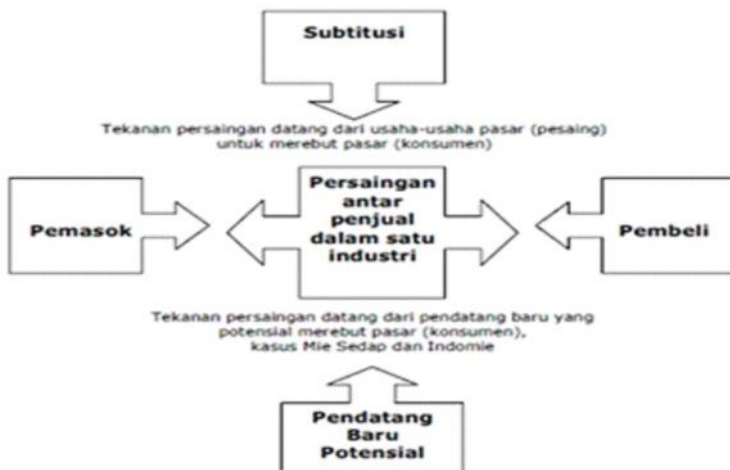 Subtitusi
Tekanan persaingan datang dari usaha-usaha pasar (pesaing)
untuk merebut pasar (konsumen)
Pemasok
Persaingan
antar
penjual
dalam satu
industri
Pembeli
Tekanan persaingan datang dari pendatang baru yang
potensial merebut pasar (konsumen),
kasus Mie Sedap dan Indomie
Pendatang
Baru
Potensial